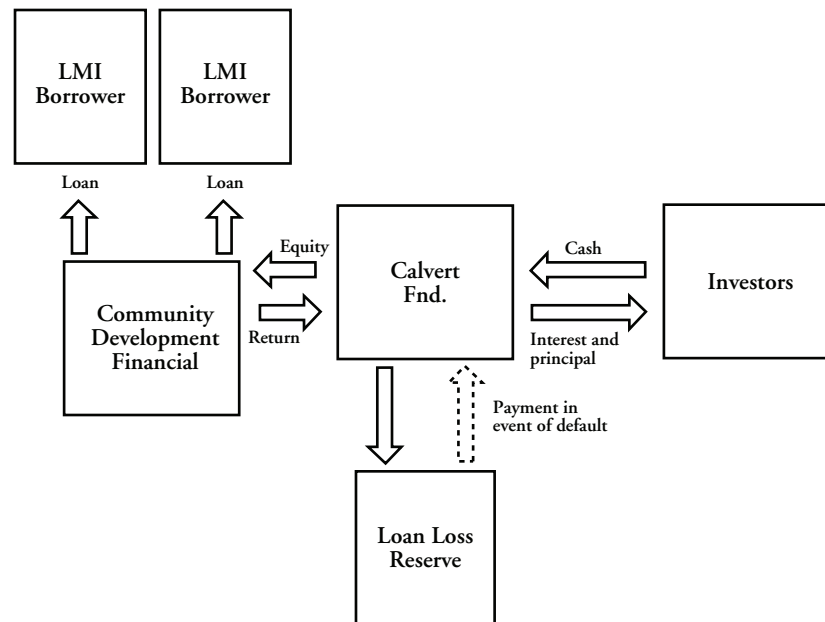 LMI
Borrower
LMI
Borrower
Loan
Loan
Equity
Return
Community
Development
Financial
Calvert
Fnd.
Cash
Interest and
principal
Investors
Payment in
event of default
Loan Loss
Reserve